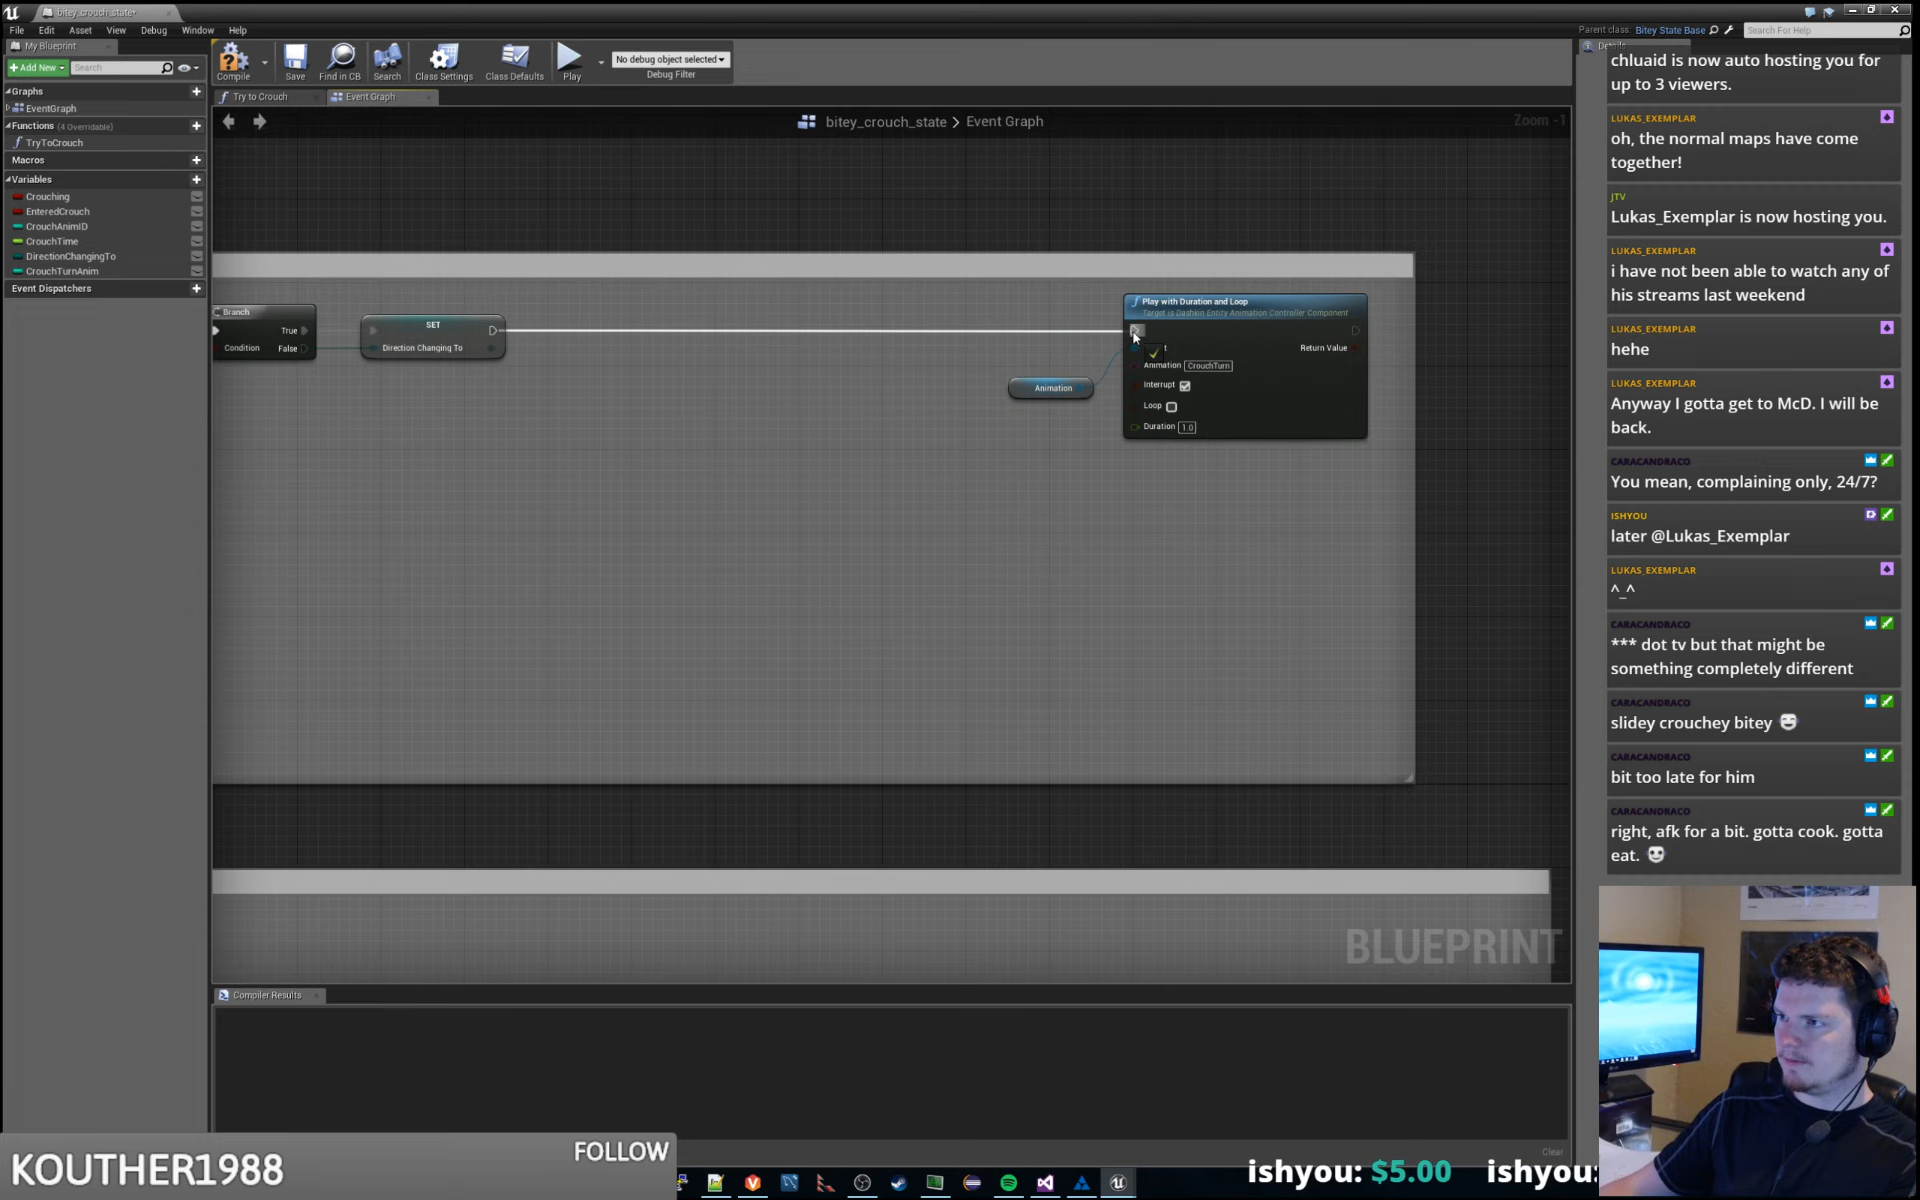 bitey_crouch_state*
File Edit Asset View Window Debug Help
Parent class: Bitey State Base
Search For Help
My Blueprint
+Add New
Search
Compile
Save
Find in CB
Search
Class Settings
Class Defaults
Play
No debug object selected
Debug Filter
Details
Graphs
EventGraph
Functions (4 Overridable)
TryToCrouch
Macros
Variables
Crouching
EnteredCrouch
CrouchAnimID
CrouchTime
DirectionChangingTo
CrouchTurnAnim
Event Dispatchers
Try to Crouch
Event Graph
bitey_crouch_state > Event Graph
Zoom -1
Branch
True
Condition
False
SET
Direction Changing To
Animation
Play with Duration and Loop
Target is Dashkin Entity Animation Controller Component
Return Value
Animation CrouchTurn
Interrupt
Loop
Duration 1.0
BLUEPRINT
Compiler Results
Clear
chluaid is now auto hosting you for
up to 3 viewers.
LUKAS_EXEMPLAR
oh, the normal maps have come
together!
JTV
Lukas_Exemplar is now hosting you.
LUKAS_EXEMPLAR
i have not been able to watch any of
his streams last weekend
LUKAS_EXEMPLAR
hehe
LUKAS_EXEMPLAR
Anyway I gotta get to McD. I will be
back.
CARACANDRACO
You mean, complaining only, 24/7?
ISHYOU
later @Lukas_Exemplar
LUKAS_EXEMPLAR
^_^
CARACANDRACO
*** dot tv but that might be
something completely different
CARACANDRACO
slidey crouchey bitey
CARACANDRACO
bit too late for him
CARACANDRACO
right, afk for a bit. gotta cook. gotta
eat.
KOUTHER1988
FOLLOW
ishyou: $5.00 ishyou: